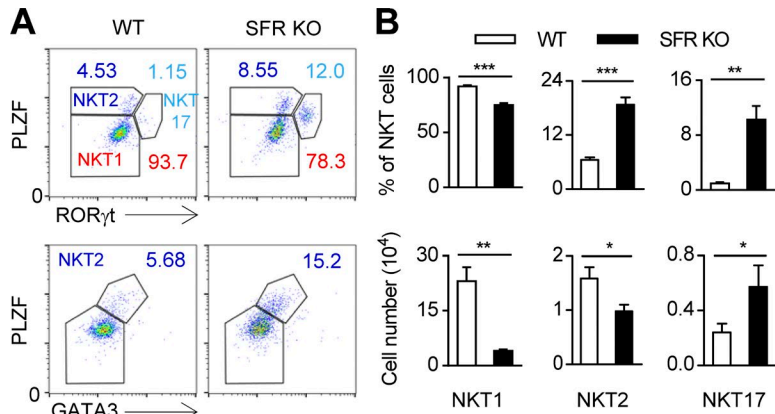 A
WT SFR KO
4.53 1.15
NKT2 NKT
17
NKT1 93.7
8.55 12.0
78.3
PLZF
0
RORγt
NKT2 5.68
15.2
PLZF
0
GATA3
B
WT SFR KO
% of NKT cells
100
50
0
***
24
12
0
***
16
8
0
**
Cell number (10⁴)
30
15
0
**
2
1
0
*
0.8
0.4
0.0
*
NKT1 NKT2 NKT17